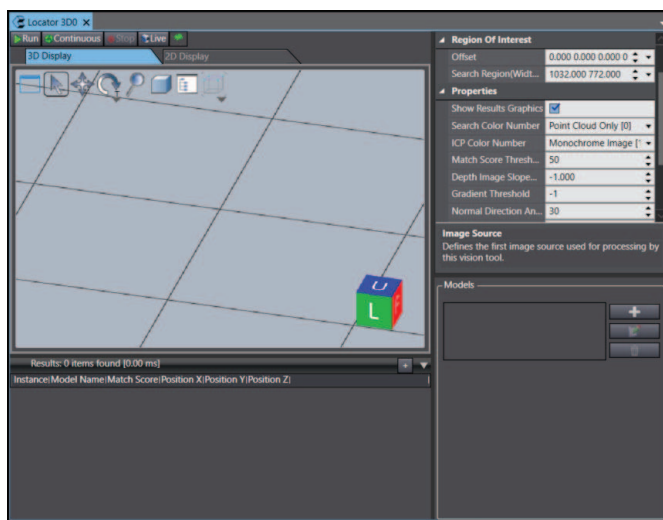 Locator 3D0
Run Continuous Stop Live
3D Display 2D Display
U
L
Results: 0 items found [0.00 ms]
Instance|Model Name|Match Score|Position X|Position Y|Position Z|
Region Of Interest
Offset 0.000 0.000 0.000 0
Search Region(Widt... 1032.000 772.000
Properties
Show Results Graphics
Search Color Number Point Cloud Only [0]
ICP Color Number Monochrome Image [
Match Score Thresh... 50
Depth Image Slope... -1.000
Gradient Threshold -1
Normal Direction An... 30
Image Source
Defines the first image source used for processing by
this vision tool.
Models